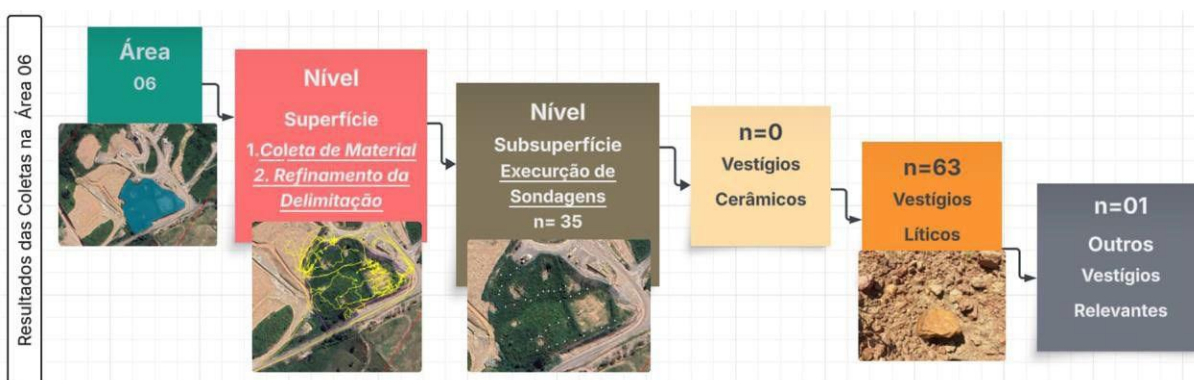 Resultados das Coletas na Área 06
Área
06
Nível
Superfície
1.Coleta de Material
2. Refinamento da
Delimitação
Nível
Subsuperfície
Execurção de
Sondagens
n= 35
n=0
Vestígios
Cerâmicos
n=63
Vestígios
Líticos
n=01
Outros
Vestígios
Relevantes